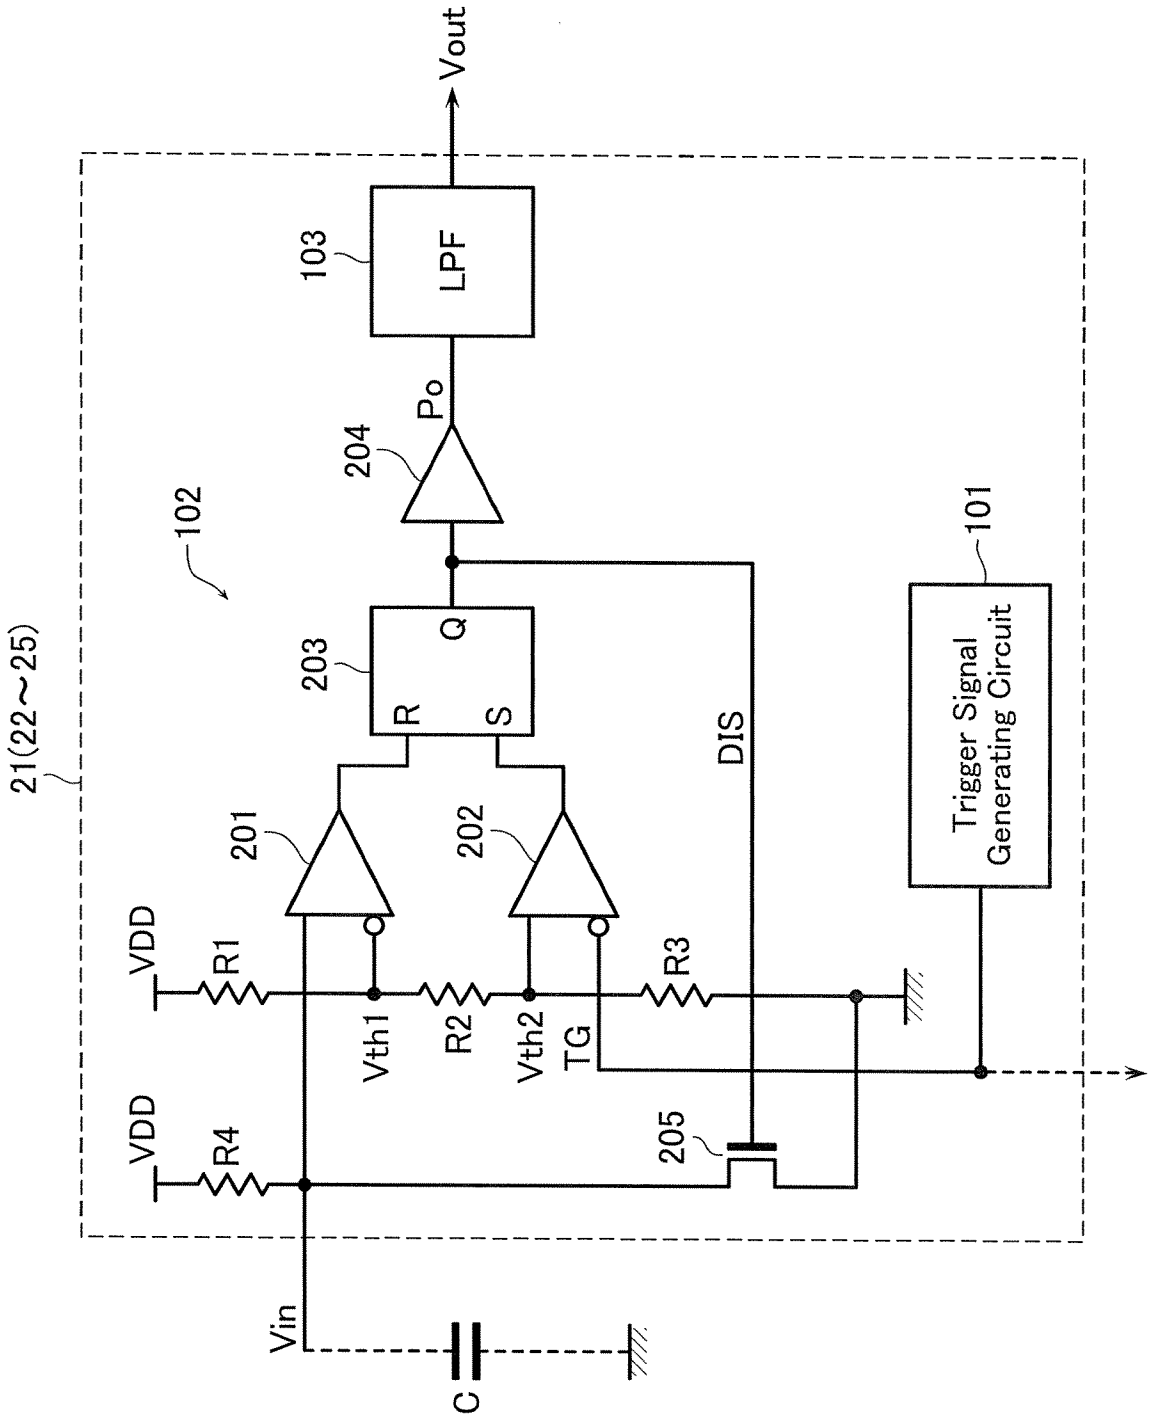 21(22~25)
102
VDD
R4
VDD
R1
Vin
C
Vth1
R2
Vth2
TG
R3
201
202
203
R
S
Q
204
Po
103
LPF
Vout
205
DIS
101
Trigger Signal
Generating Circuit